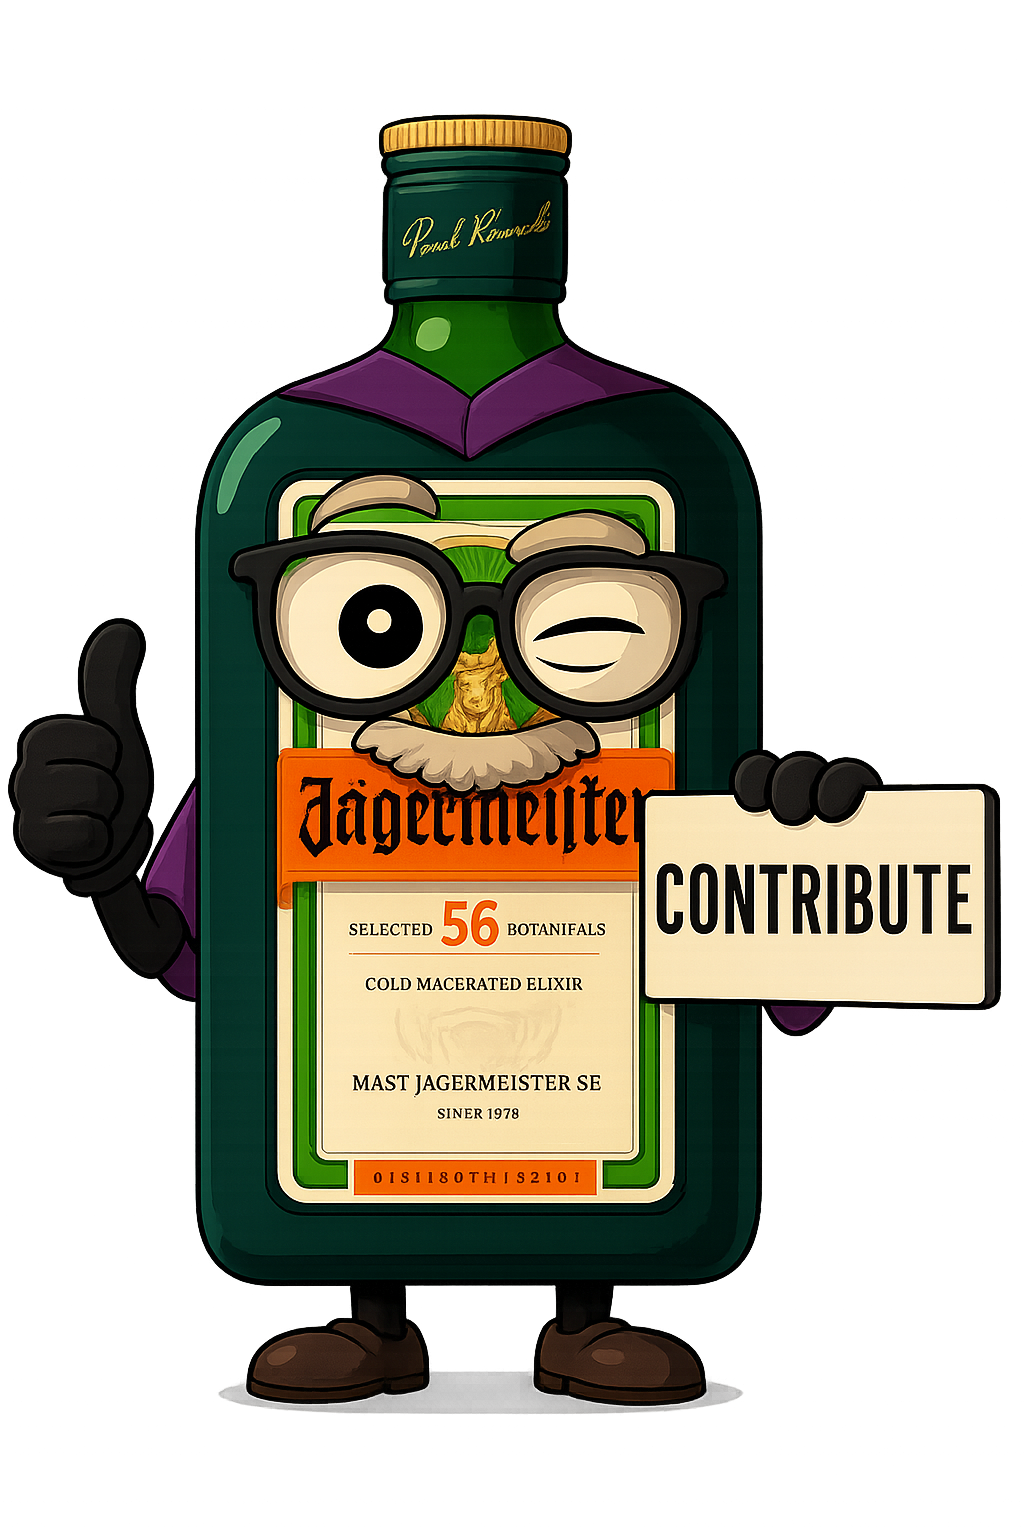 Jägermeister
CONTRIBUTE
SELECTED 56 BOTANIFALS
COLD MACERATED ELIXIR
MAST JAGERMEISTER SE
SINER 1978